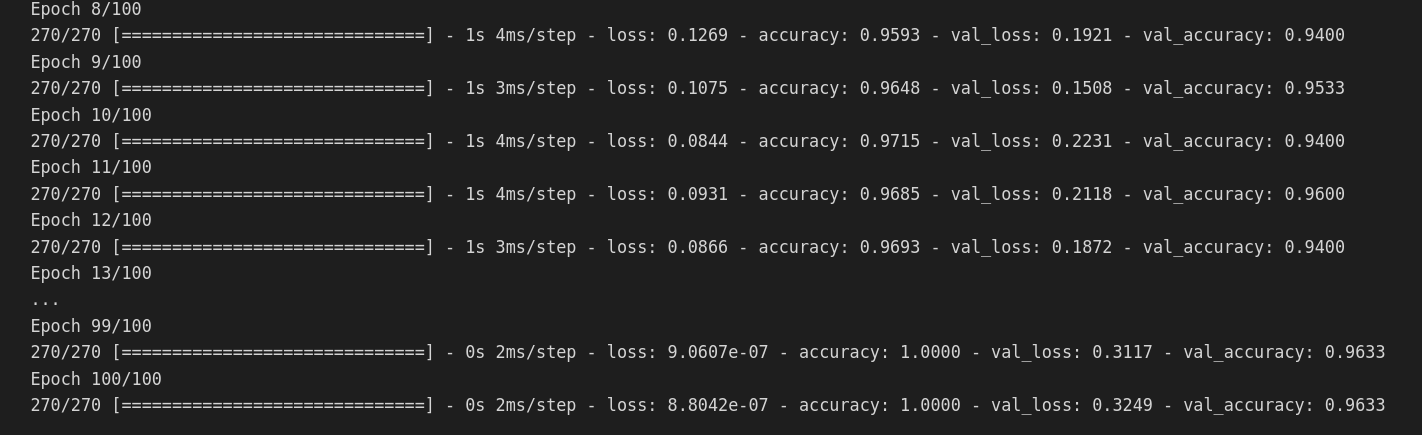 Epoch 8/100
270/270 [==============================] - 1s 4ms/step - loss: 0.1269 - accuracy: 0.9593 - val_loss: 0.1921 - val_accuracy: 0.9400
Epoch 9/100
270/270 [==============================] - 1s 3ms/step - loss: 0.1075 - accuracy: 0.9648 - val_loss: 0.1508 - val_accuracy: 0.9533
Epoch 10/100
270/270 [==============================] - 1s 4ms/step - loss: 0.0844 - accuracy: 0.9715 - val_loss: 0.2231 - val_accuracy: 0.9400
Epoch 11/100
270/270 [==============================] - 1s 4ms/step - loss: 0.0931 - accuracy: 0.9685 - val_loss: 0.2118 - val_accuracy: 0.9600
Epoch 12/100
270/270 [==============================] - 1s 3ms/step - loss: 0.0866 - accuracy: 0.9693 - val_loss: 0.1872 - val_accuracy: 0.9400
Epoch 13/100
...
Epoch 99/100
270/270 [==============================] - 0s 2ms/step - loss: 9.0607e-07 - accuracy: 1.0000 - val_loss: 0.3117 - val_accuracy: 0.9633
Epoch 100/100
270/270 [==============================] - 0s 2ms/step - loss: 8.8042e-07 - accuracy: 1.0000 - val_loss: 0.3249 - val_accuracy: 0.9633